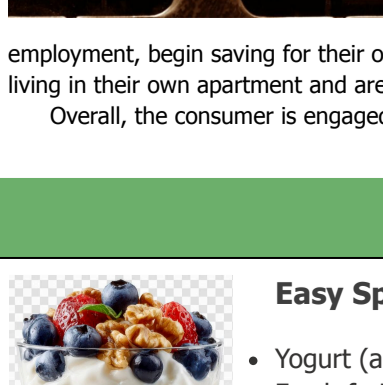 employment, begin saving for their o
living in their own apartment and are
Overall, the consumer is engaged
Easy Sp
• Yogurt (a